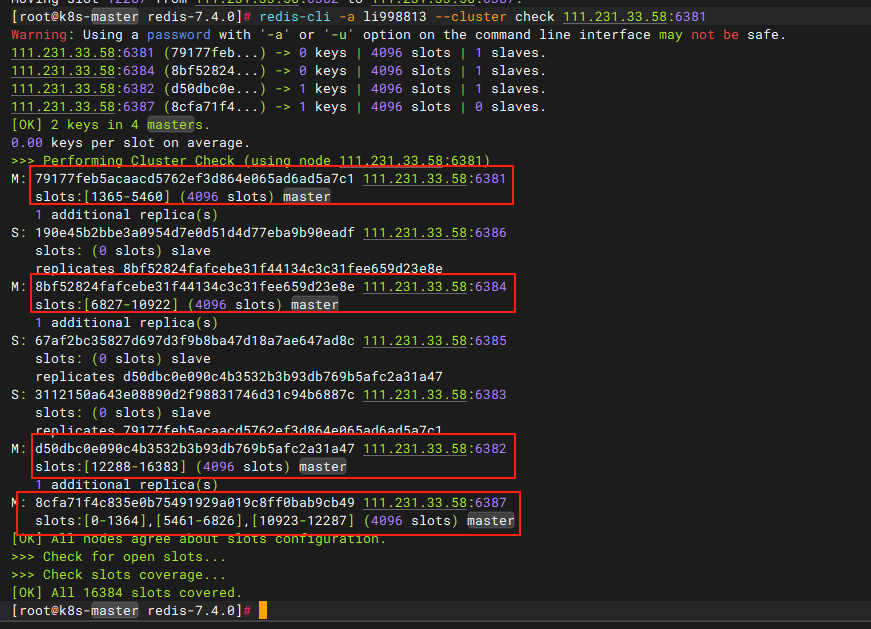 [root@k8s-master redis-7.4.0]# redis-cli -a li998813 --cluster check 111.231.33.58:6381
Warning: Using a password with '-a' or '-u' option on the command line interface may not be safe.
111.231.33.58:6381 (79177feb...) -> 0 keys | 4096 slots | 1 slaves.
111.231.33.58:6384 (8bf52824...) -> 0 keys | 4096 slots | 1 slaves.
111.231.33.58:6382 (d50dbc0e...) -> 1 keys | 4096 slots | 1 slaves.
111.231.33.58:6387 (8cfa71f4...) -> 1 keys | 4096 slots | 0 slaves.
[OK] 2 keys in 4 masters.
0.00 keys per slot on average.
>>> Performing Cluster Check (using node 111.231.33.58:6381)
M: 79177feb5acaacd5762ef3d864e065ad6ad5a7c1 111.231.33.58:6381
slots:[1365-5460] (4096 slots) master
1 additional replica(s)
S: 190e45b2bbe3a0954d7e0d51d4d77eba9b90eadf 111.231.33.58:6386
slots: (0 slots) slave
replicates 8bf52824fafcebe31f44134c3c31fee659d23e8e
M: 8bf52824fafcebe31f44134c3c31fee659d23e8e 111.231.33.58:6384
slots:[6827-10922] (4096 slots) master
1 additional replica(s)
S: 67af2bc35827d697d3f9b8ba47d18a7ae647ad8c 111.231.33.58:6385
slots: (0 slots) slave
replicates d50dbc0e090c4b3532b3b93db769b5afc2a31a47
S: 3112150a643e08890d2f98831746d31c94b6887c 111.231.33.58:6383
slots: (0 slots) slave
replicates 79177feb5acaacd5762ef3d864e065ad6ad5a7c1
M: d50dbc0e090c4b3532b3b93db769b5afc2a31a47 111.231.33.58:6382
slots:[12288-16383] (4096 slots) master
1 additional replica(s)
M: 8cfa71f4c835e0b75491929a019c8ff0bab9cb49 111.231.33.58:6387
slots:[0-1364],[5461-6826],[10923-12287] (4096 slots) master
[OK] All nodes agree about slots configuration.
>>> Check for open slots...
>>> Check slots coverage...
[OK] All 16384 slots covered.
[root@k8s-master redis-7.4.0]#